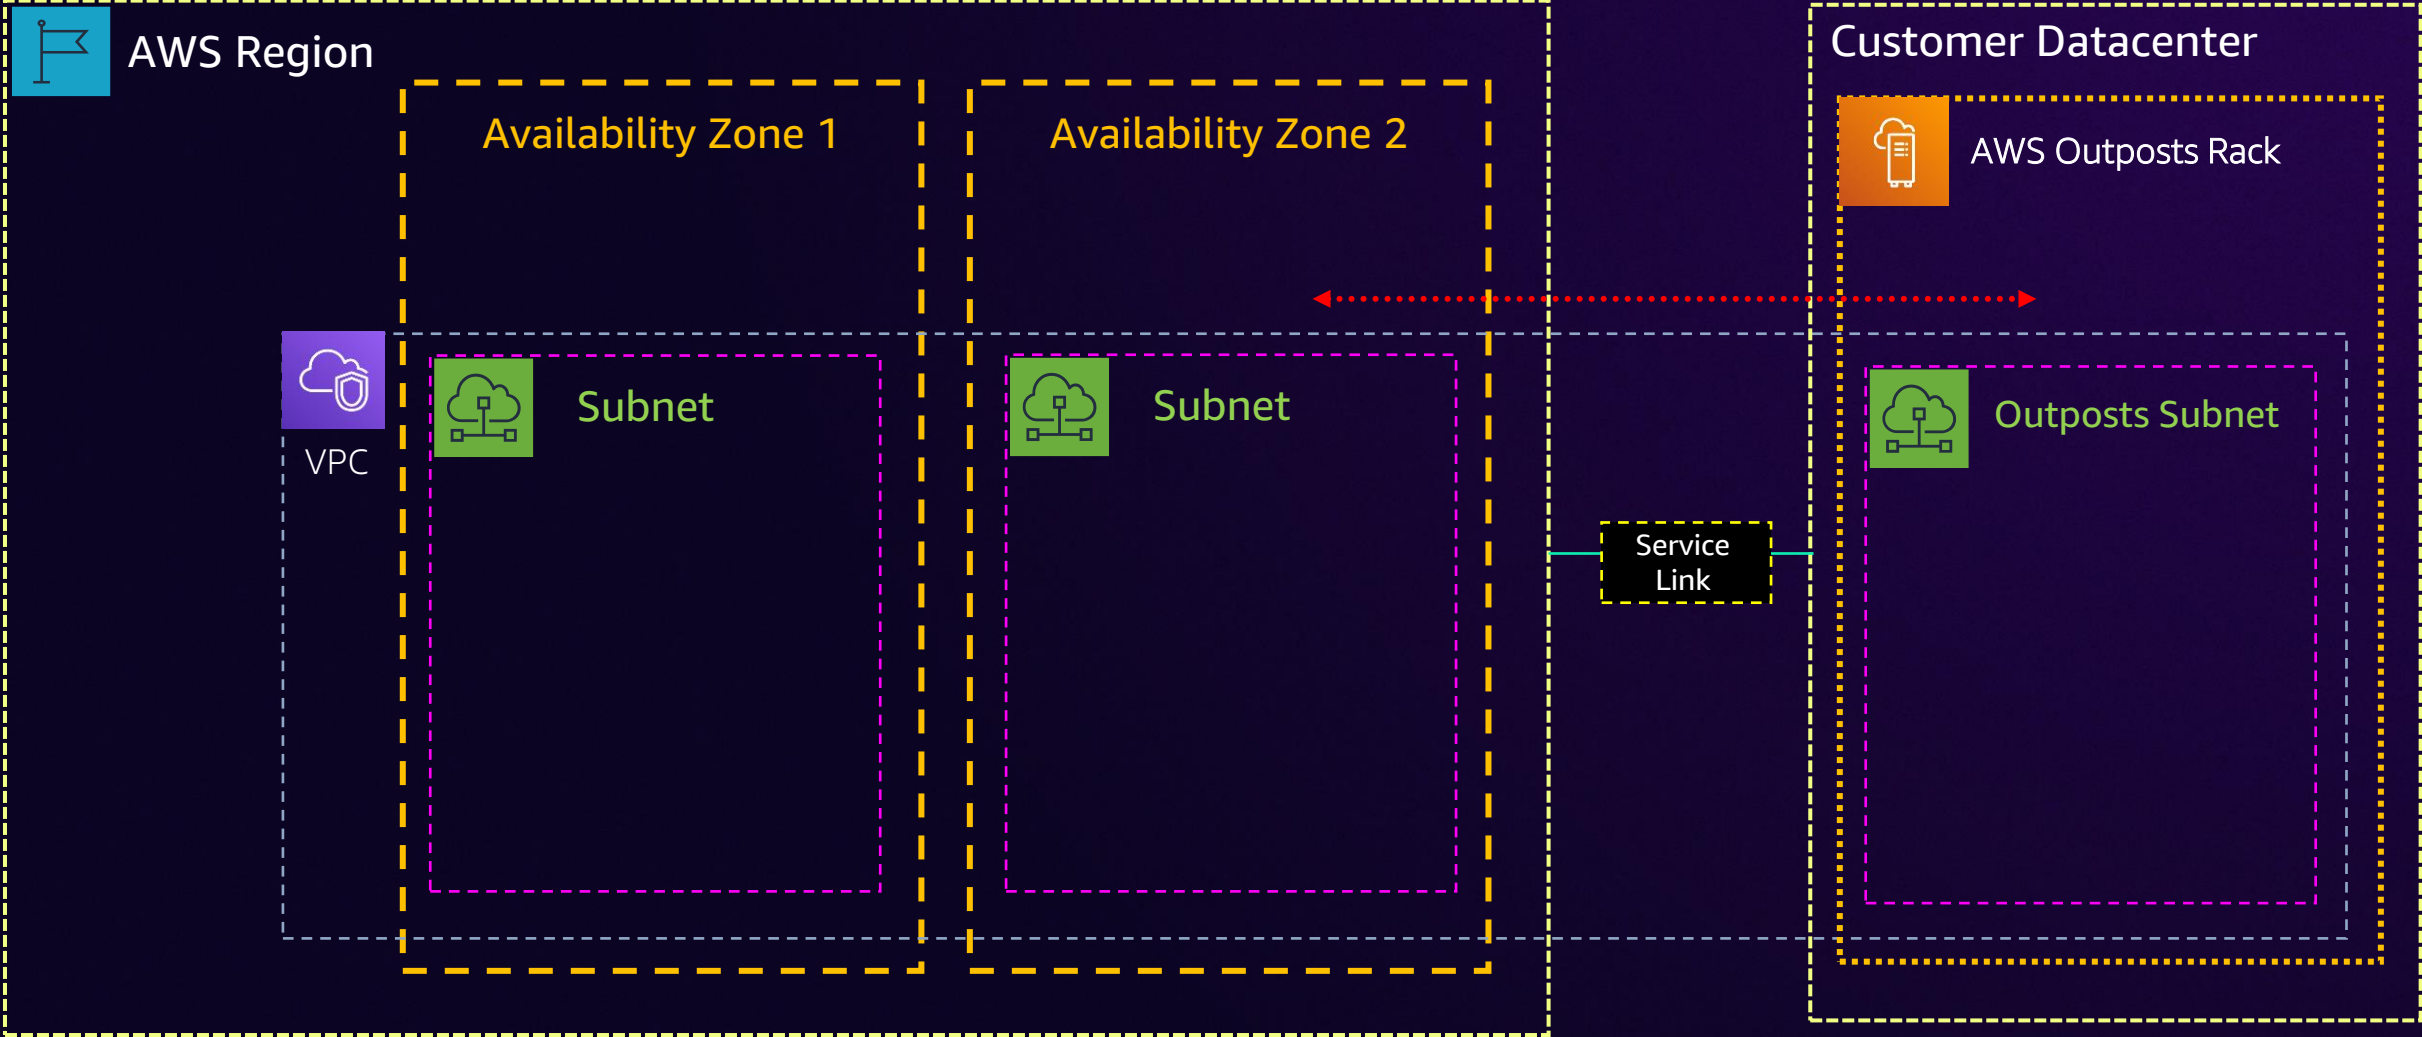 AWS Region
Customer Datacenter
Availability Zone 1
Availability Zone 2
AWS Outposts Rack
VPC
Subnet
Subnet
Outposts Subnet
Service
Link